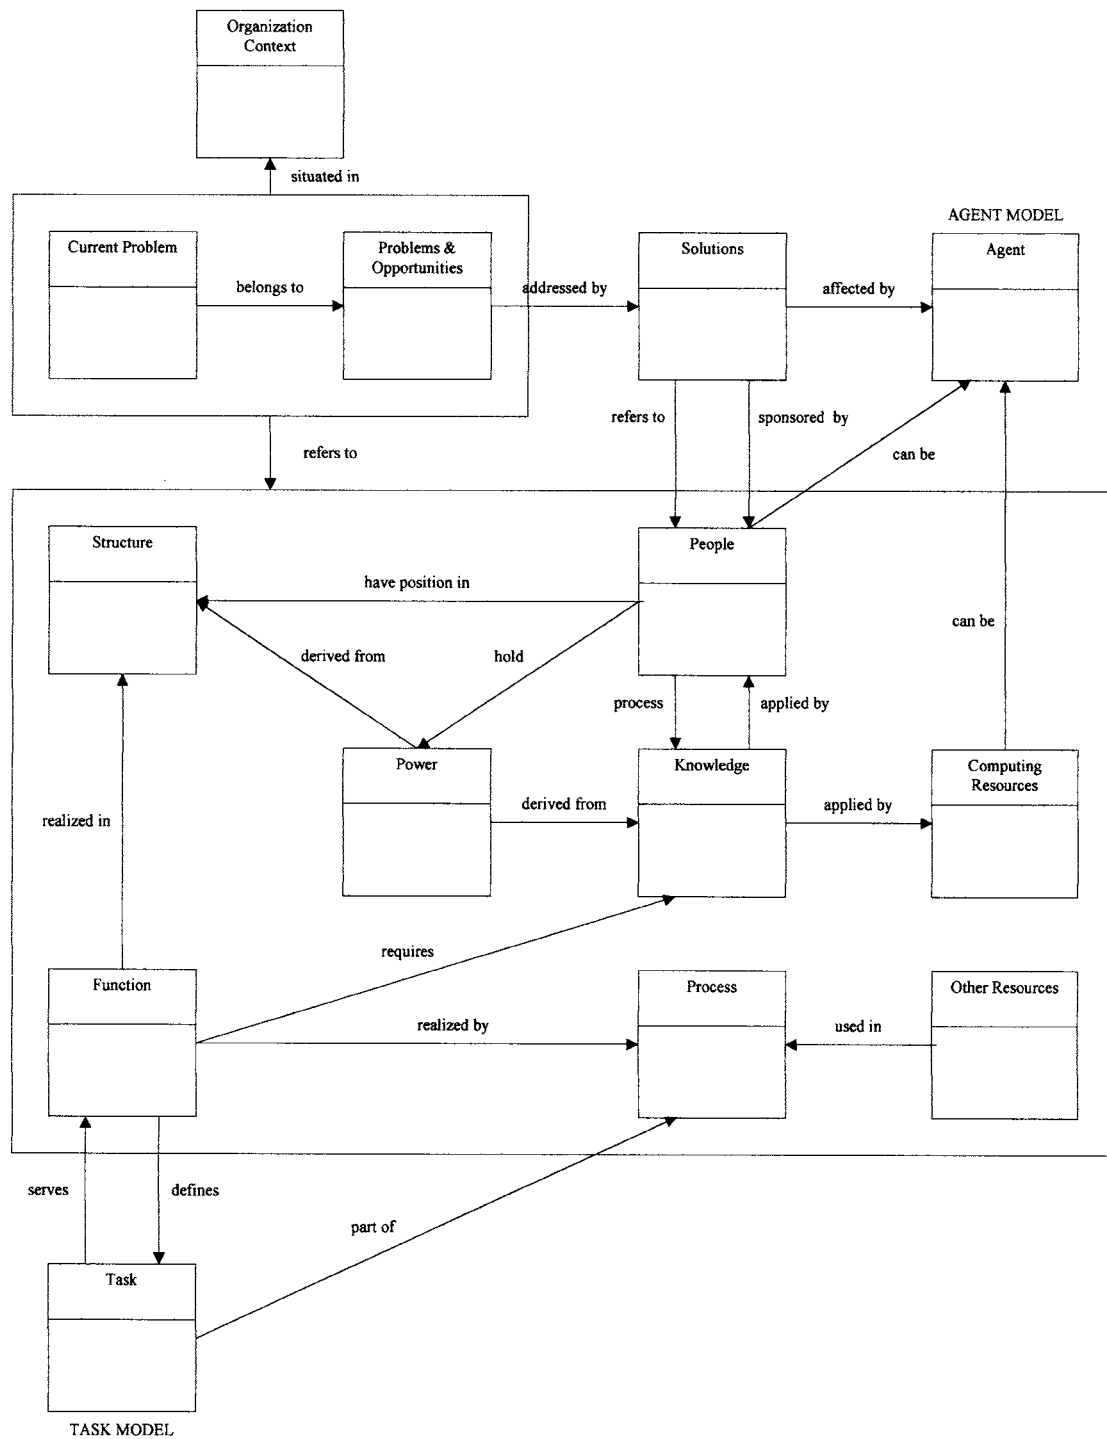 Organization
Context
situated in
AGENT MODEL
Current Problem
Problems &
Opportunities
Solutions
Agent
belongs to
addressed by
affected by
refers to
sponsored by
can be
refers to
Structure
People
have position in
can be
derived from
hold
process
applied by
Power
Knowledge
Computing
Resources
realized in
derived from
applied by
requires
Function
Process
Other Resources
realized by
used in
serves
defines
part of
Task
TASK MODEL